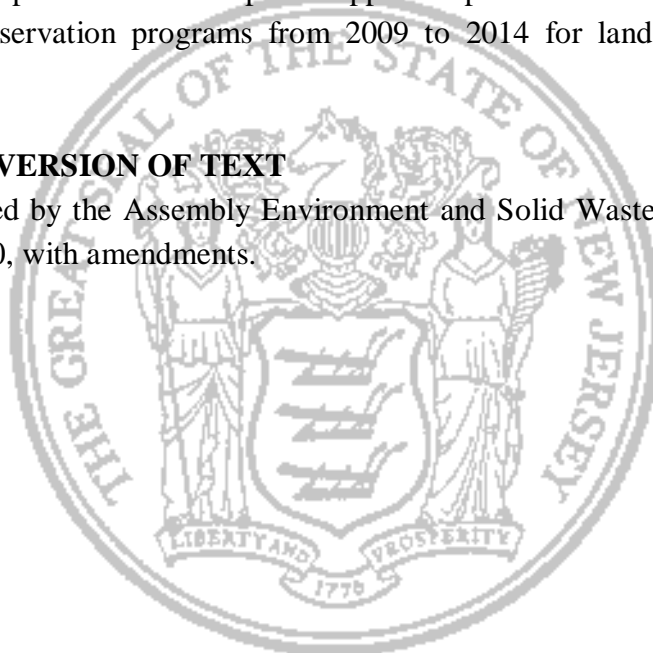 servation programs from 2009 to 2014 for land
VERSION OF TEXT
ed by the Assembly Environment and Solid Waste
0, with amendments.
THE GREAT SEAL OF THE STATE OF NEW JERSEY
LIBERTY AND PROSPERITY
1776